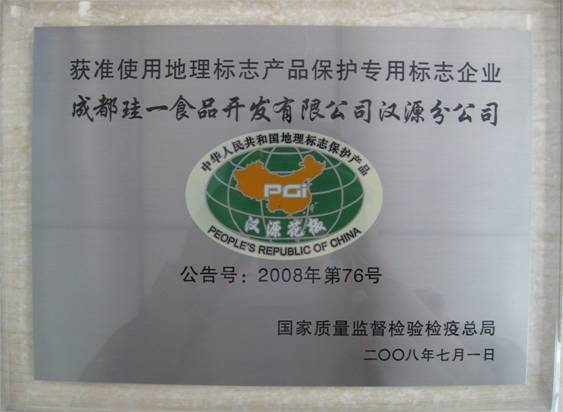 获准使用地理标志产品保护专用标志企业
成都珪一食品开发有限公司汉源分公司
中华人民共和国地理标志保护产品
PGi
汉源花椒
PEOPLE'S REPUBLIC OF CHINA
公告号：2008年第76号
国家质量监督检验检疫总局
二〇〇八年七月一日